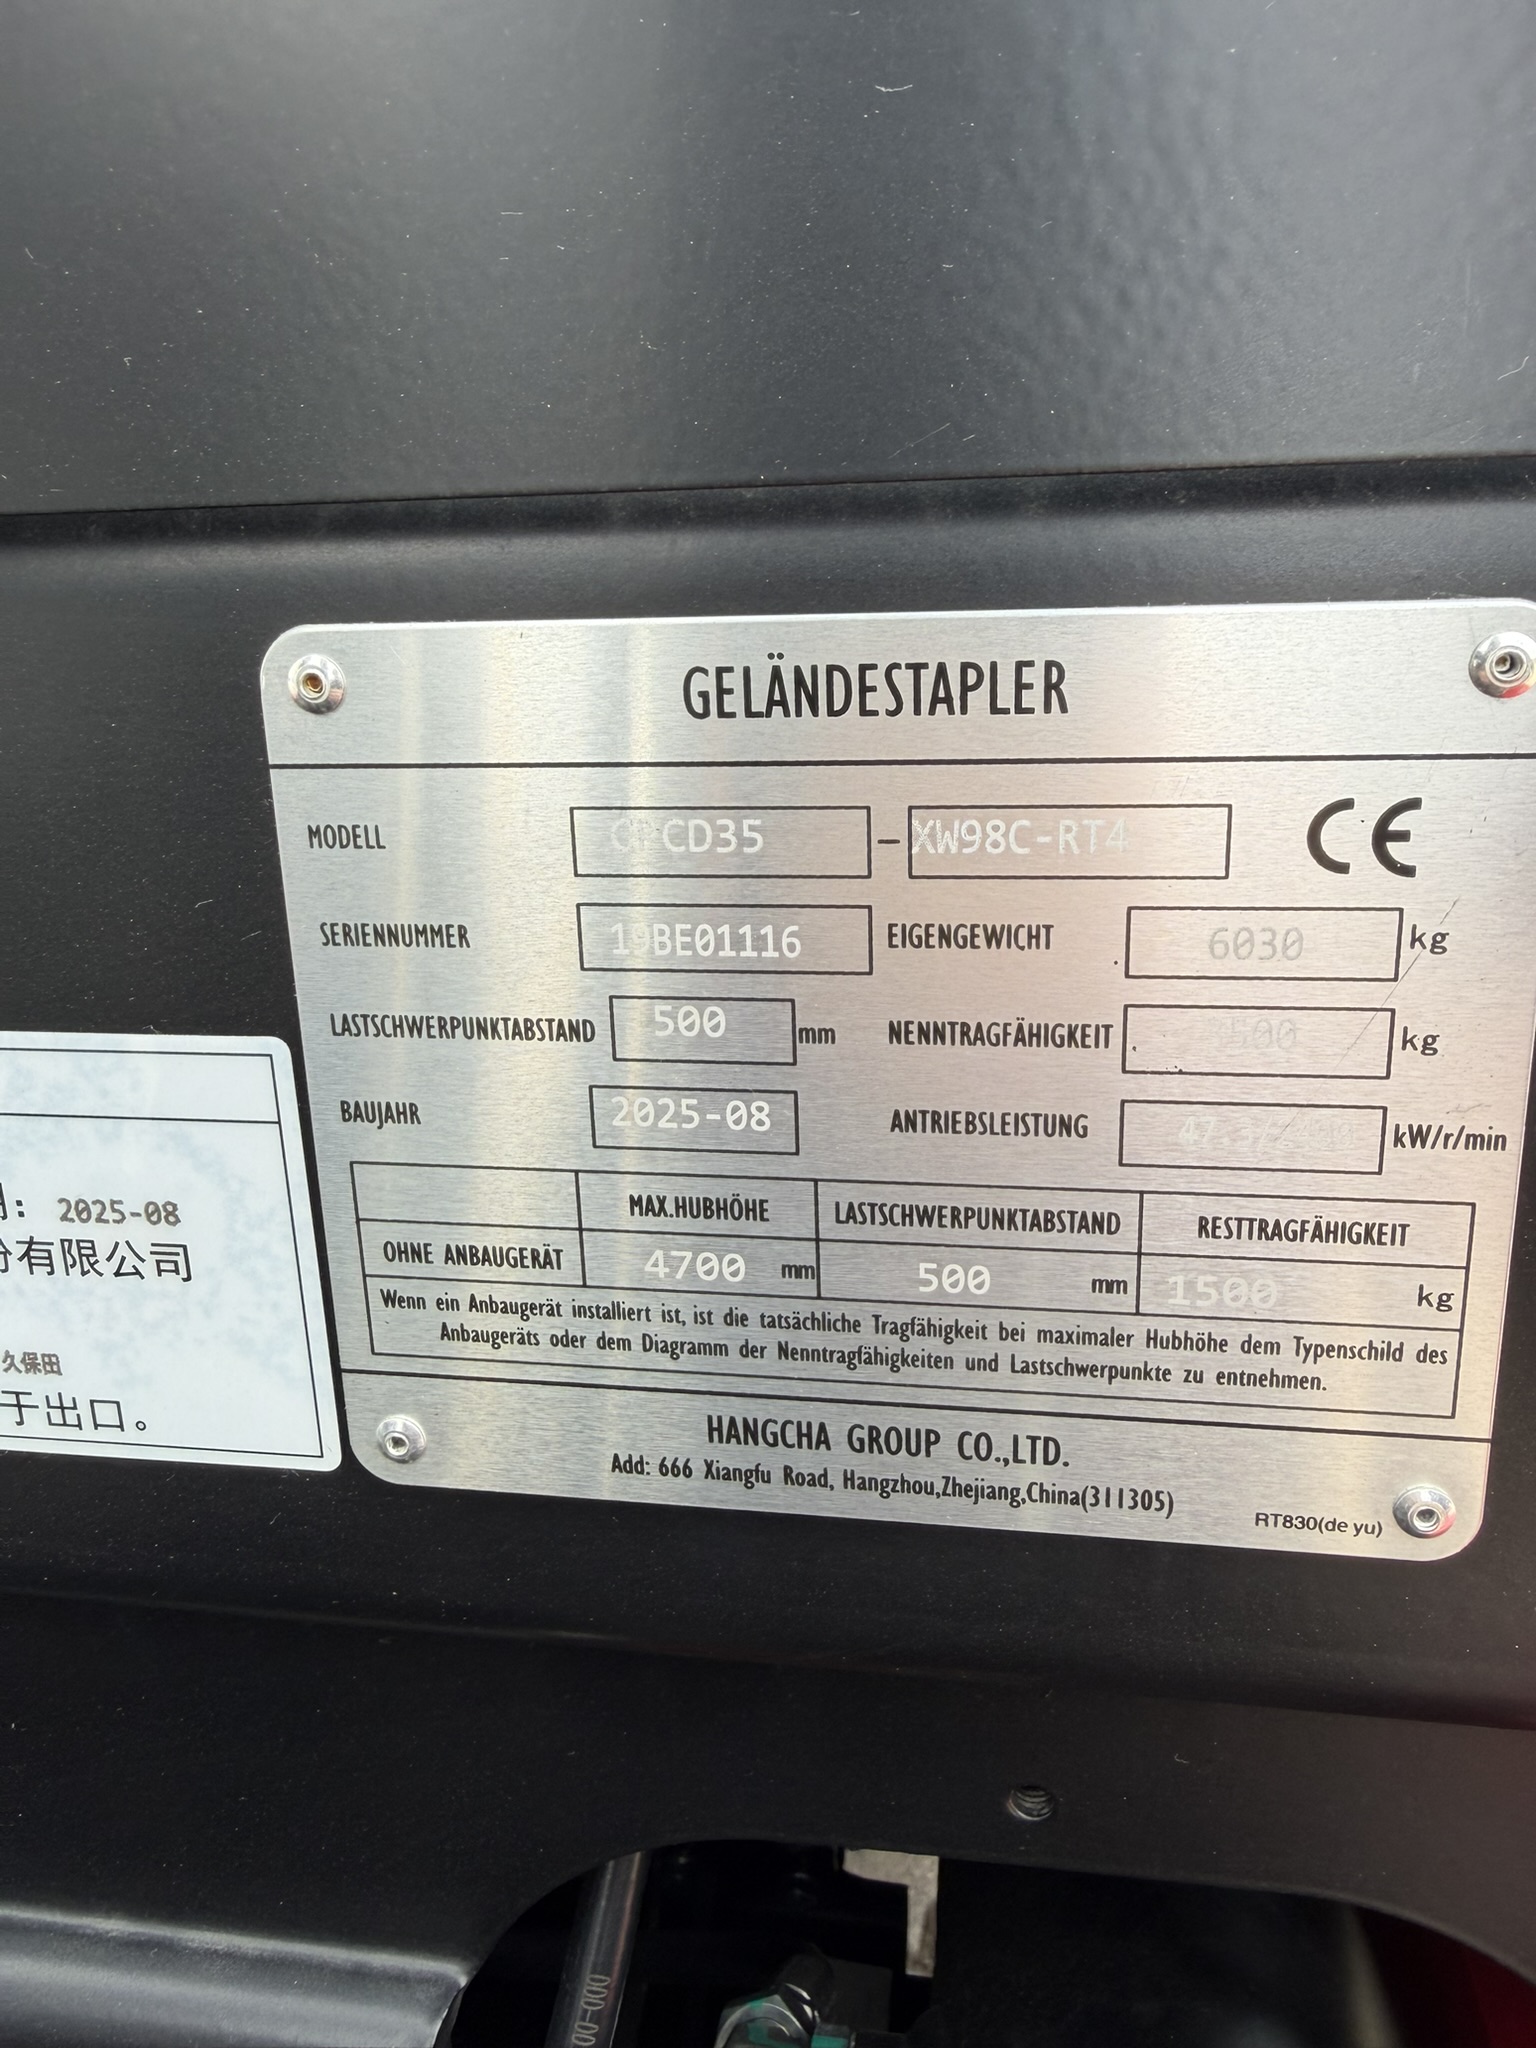 GELÄNDESTAPLER
MODELL CPCD35 - XW98C-RT4 CE
SERIENNUMMER 19BE01116 EIGENGEWICHT 6030 kg
LASTSCHWERPUNKTABSTAND 500 mm NENNTRAGFÄHIGKEIT kg
BAUJAHR 2025-08 ANTRIEBSLEISTUNG kW/r/min
MAX.HUBHÖHE LASTSCHWERPUNKTABSTAND RESTTRAGFÄHIGKEIT
OHNE ANBAUGERÄT 4700 mm 500 mm 1500 kg
Wenn ein Anbaugerät installiert ist, ist die tatsächliche Tragfähigkeit bei maximaler Hubhöhe dem Typenschild des
Anbaugeräts oder dem Diagramm der Nenntragfähigkeiten und Lastschwerpunkte zu entnehmen.
HANGCHA GROUP CO.,LTD.
Add: 666 Xiangfu Road, Hangzhou,Zhejiang,China(311305)
RT830(de yu)
: 2025-08
份有限公司
久保田
于出口。
00-000